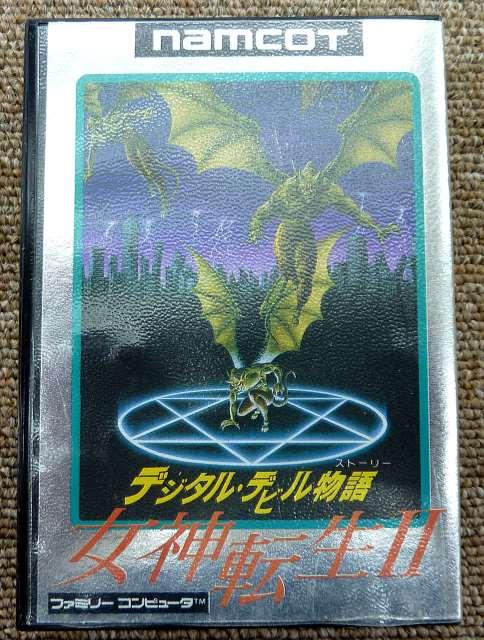 namcot
デジタル・デビル物語
ストーリー
女神転生II
ファミリーコンピュータ™